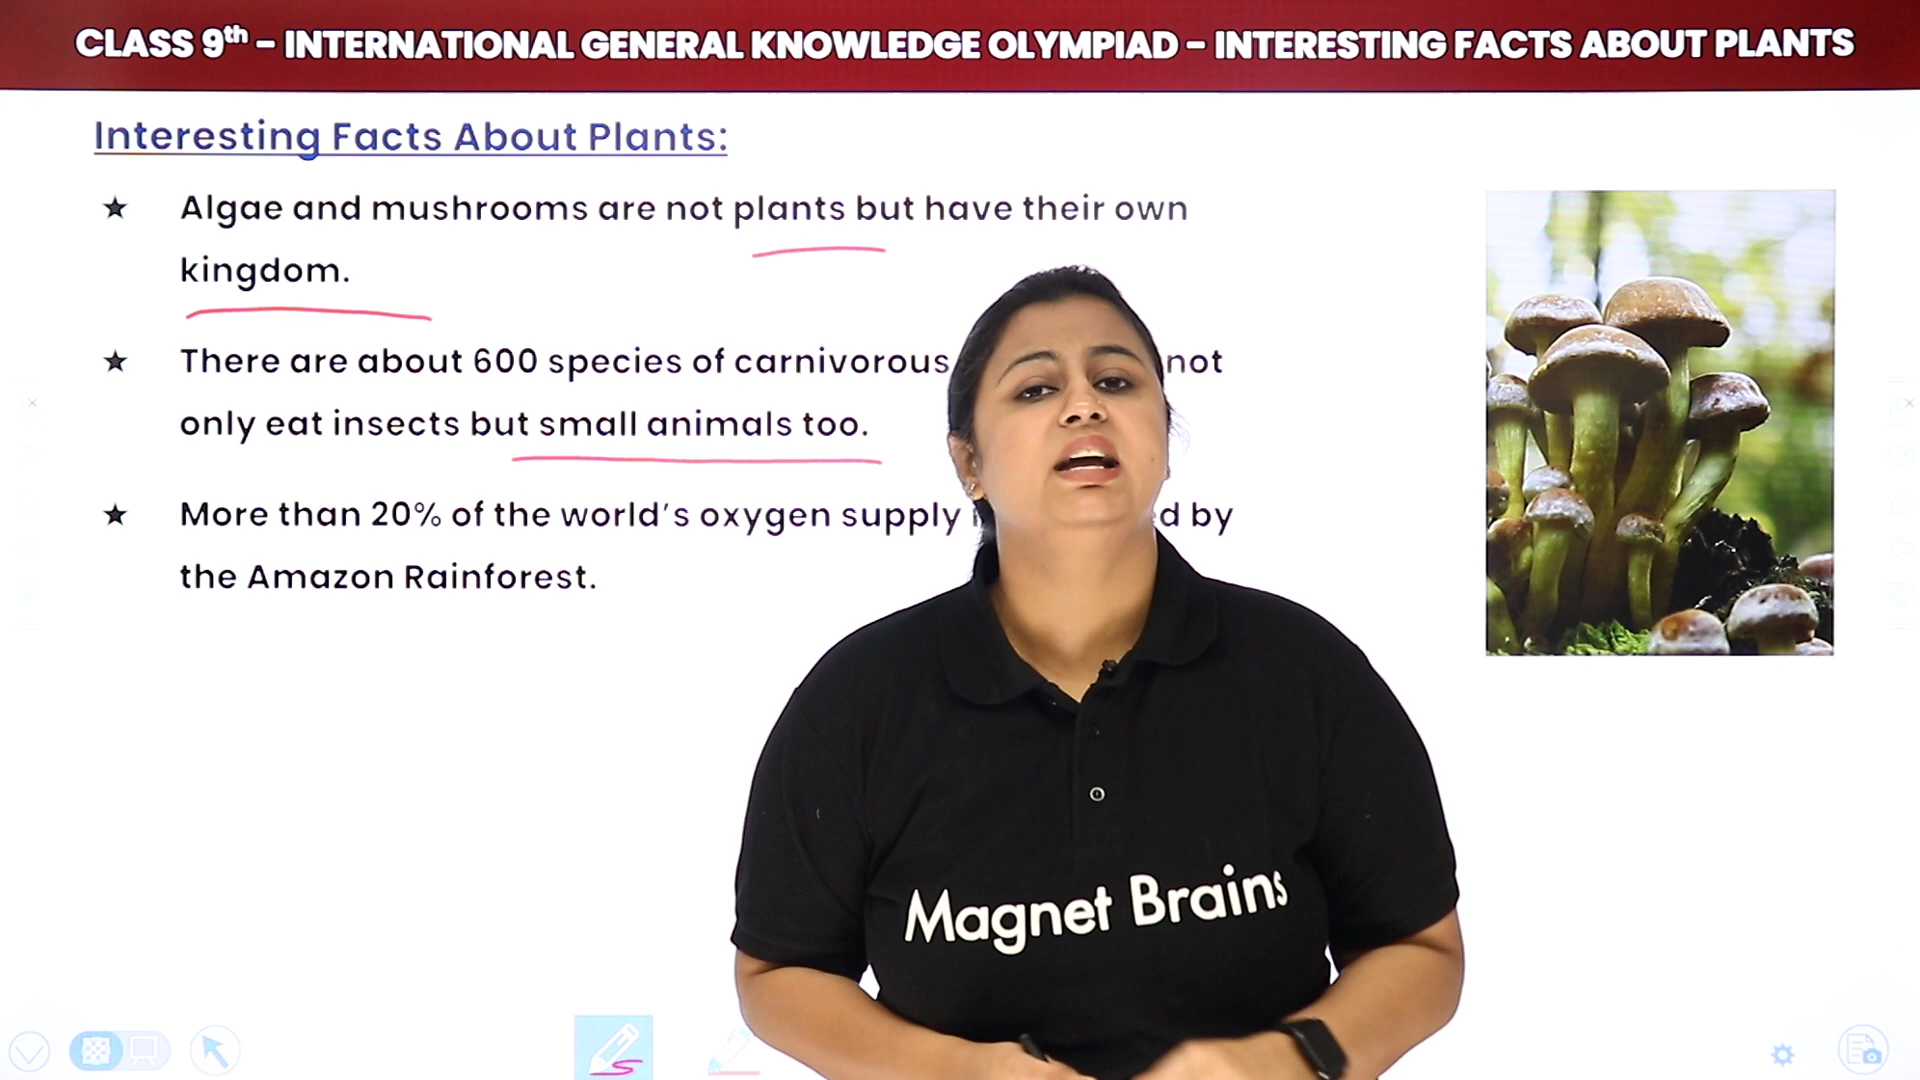 CLASS 9th - INTERNATIONAL GENERAL KNOWLEDGE OLYMPIAD - INTERESTING FACTS ABOUT PLANTS
Interesting Facts About Plants:
★ Algae and mushrooms are not plants but have their own
kingdom.
★ There are about 600 species of carnivorous not
only eat insects but small animals too.
★ More than 20% of the world's oxygen supply by
the Amazon Rainforest.
Magnet Brains